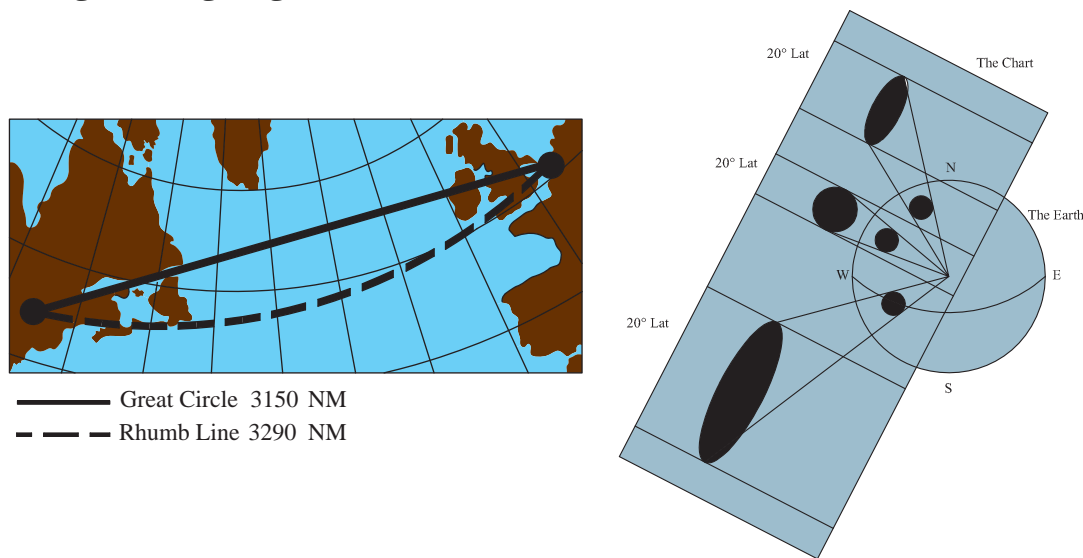 Great Circle 3150 NM
Rhumb Line 3290 NM
20° Lat
The Chart
20° Lat
N
The Earth
W
E
20° Lat
S